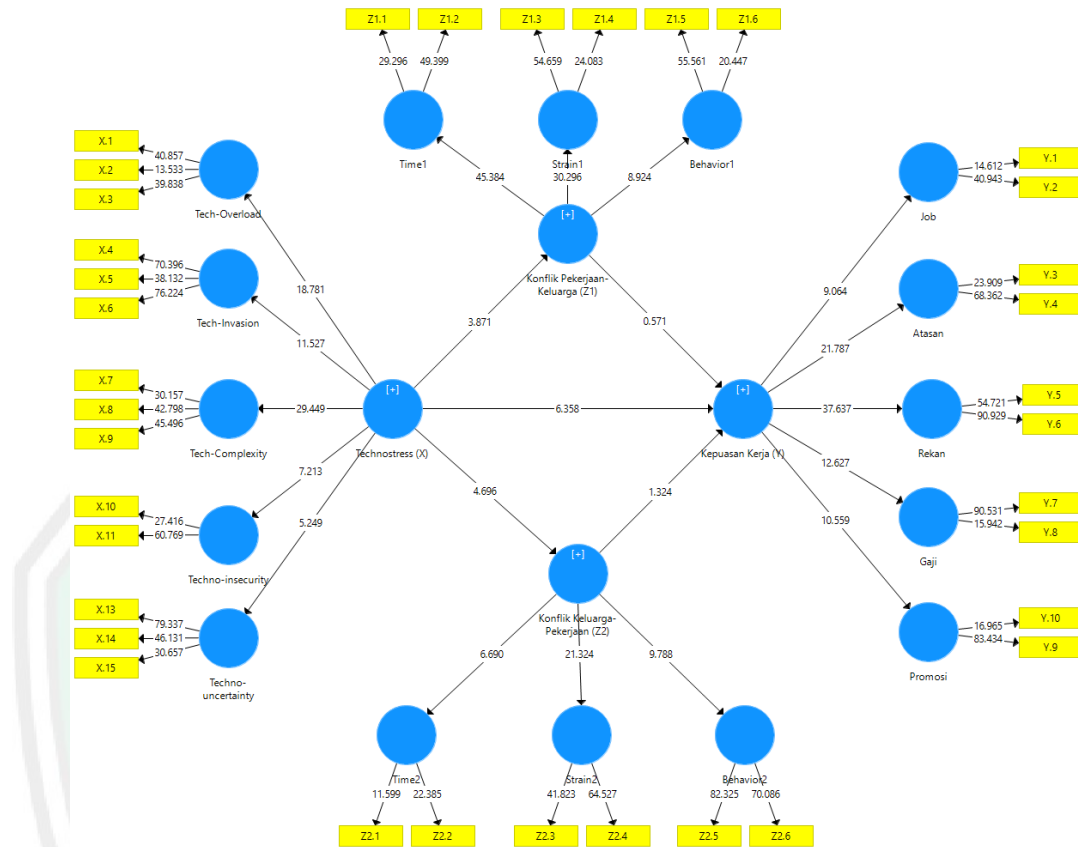 Z1.1
Z1.2
Z1.3
Z1.4
Z1.5
Z1.6
29.296
49.399
54.659
24.083
55.561
20.447
Time1
Strain1
Behavior1
45.384
30.296
8.924
[+]
Konflik Pekerjaan-
Keluarga (Z1)
X.1
X.2
X.3
40.857
13.533
39.838
Tech-Overload
X.4
X.5
X.6
70.396
38.132
76.224
Tech-Invasion
X.7
X.8
X.9
30.157
42.798
45.496
Tech-Complexity
X.10
X.11
27.416
60.769
Techno-insecurity
X.13
X.14
X.15
79.337
46.131
30.657
Techno-
uncertainty
18.781
11.527
29.449
7.213
5.249
[+]
Technostress (X)
3.871
0.571
6.358
4.696
1.324
[+]
Kepuasan Kerja (Y)
9.064
21.787
37.637
12.627
10.559
Job
14.612
40.943
Y.1
Y.2
Atasan
23.909
68.362
Y.3
Y.4
Rekan
54.721
90.929
Y.5
Y.6
Gaji
90.531
15.942
Y.7
Y.8
Promosi
16.965
83.434
Y.10
Y.9
[+]
Konflik Keluarga-
Pekerjaan (Z2)
6.690
21.324
9.788
Time2
Strain2
Behavior2
11.599
22.385
41.823
64.527
82.325
70.086
Z2.1
Z2.2
Z2.3
Z2.4
Z2.5
Z2.6